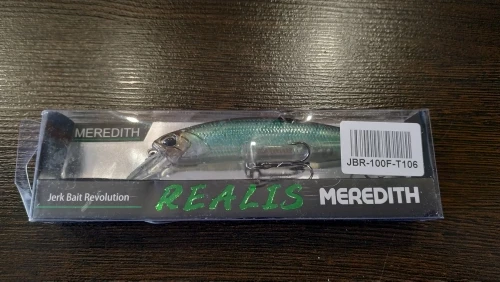 MEREDITH
JBR-100F-T106
Jerk Bait Revolution
REALIS
MEREDITH